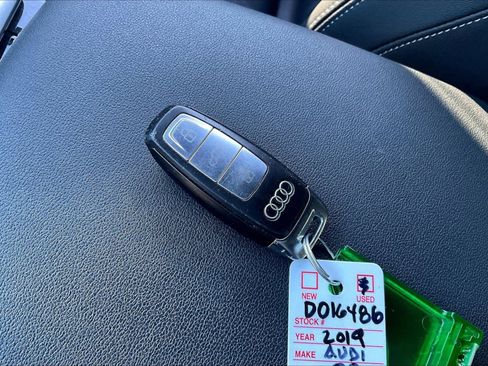 NEW USED
D016486
STOCK #
YEAR 2019
MAKE AUDI